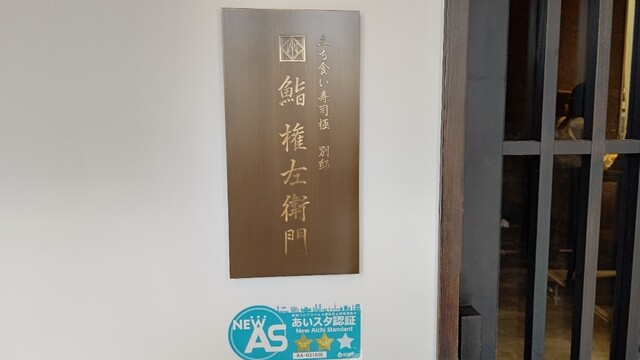 立ち食い寿司極 別邸
鮨 権左衛門
NEW
AS
あいスタ認証
New Aichi Standard